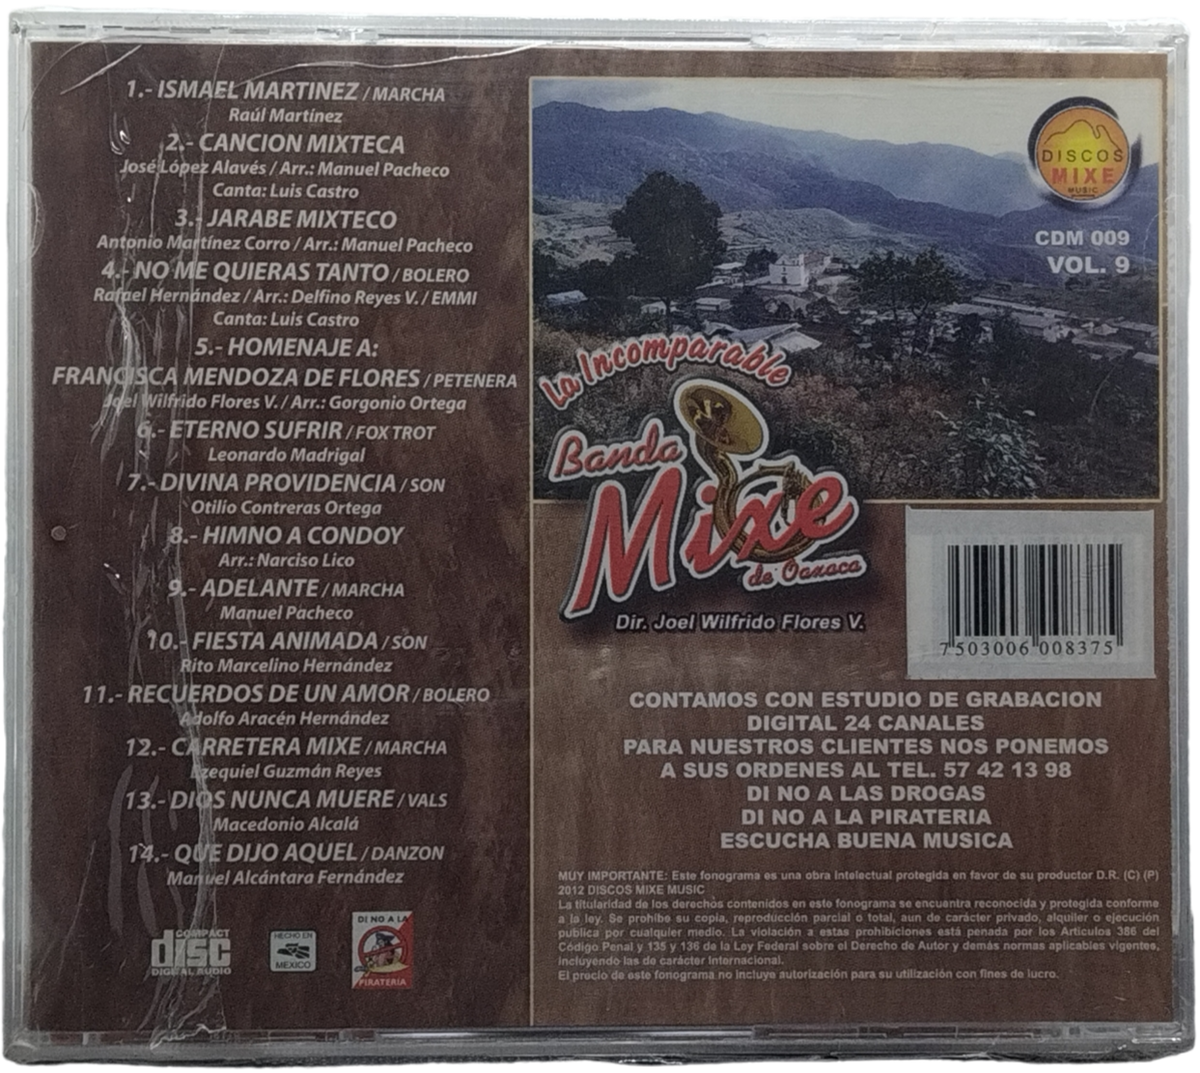 1.- ISMAEL MARTINEZ / MARCHA
Raúl Martínez
2.- CANCION MIXTECA
José López Alavés / Arr.: Manuel Pacheco
Canta: Luis Castro
3.- JARABE MIXTECO
Antonio Martínez Corro / Arr.: Manuel Pacheco
4.- NO ME QUIERAS TANTO / BOLERO
Rafael Hernández / Arr.: Delfino Reyes V. / EMMI
Canta: Luis Castro
5.- HOMENAJE A:
FRANCISCA MENDOZA DE FLORES / PETENERA
Joel Wilfrido Flores V. / Arr.: Gorgonio Ortega
6.- ETERNO SUFRIR / FOX TROT
Leonardo Madrigal
7.- DIVINA PROVIDENCIA / SON
Otilio Contreras Ortega
8.- HIMNO A CONDOY
Arr.: Narciso Lico
9.- ADELANTE / MARCHA
Manuel Pacheco
10.- FIESTA ANIMADA / SON
Rito Marcelino Hernández
11.- RECUERDOS DE UN AMOR / BOLERO
Adolfo Aracén Hernández
12.- CARRETERA MIXE / MARCHA
Ezequiel Guzmán Reyes
13.- DIOS NUNCA MUERE / VALS
Macedonio Alcalá
14.- QUE DIJO AQUEL / DANZON
Manuel Alcántara Fernández
COMPACT
disc
DIGITAL AUDIO
HECHO EN
MEXICO
DI NO A LA
PIRATERIA
DISCOS
MIXE
MUSIC
CDM 009
VOL. 9
La Incomparable
Banda
Mixe
de Oaxaca
Dir. Joel Wilfrido Flores V.
7503006008375
CONTAMOS CON ESTUDIO DE GRABACION
DIGITAL 24 CANALES
PARA NUESTROS CLIENTES NOS PONEMOS
A SUS ORDENES AL TEL. 57 42 13 98
DI NO A LAS DROGAS
DI NO A LA PIRATERIA
ESCUCHA BUENA MUSICA
MUY IMPORTANTE: Este fonograma es una obra intelectual protegida en favor de su productor D.R. (C) (P)
2012 DISCOS MIXE MUSIC
La titularidad de los derechos contenidos en este fonograma se encuentra reconocida y protegida conforme
a la ley. Se prohíbe su copia, reproducción parcial o total, aun de carácter privado, alquiler o ejecución
publica por cualquier medio. La violación a estas prohibiciones está penada por los Articulos 386 del
Código Penal y 135 y 136 de la Ley Federal sobre el Derecho de Autor y demás normas aplicables vigentes,
incluyendo las de carácter internacional.
El precio de este fonograma no incluye autorización para su utilización con fines de lucro.